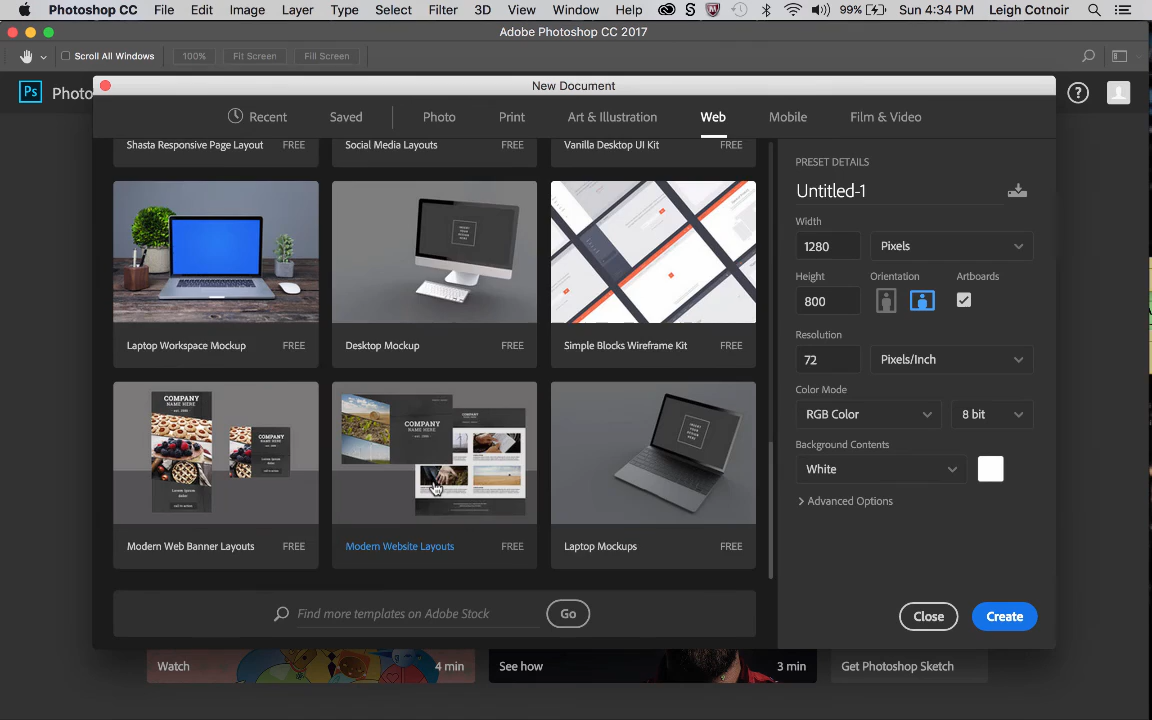 Photoshop CC File Edit Image Layer Type Select Filter 3D View Window Help 99% Sun 4:34 PM Leigh Cotnoir
Adobe Photoshop CC 2017
Scroll All Windows 100% Fit Screen Fill Screen
Ps Photo
New Document
Recent Saved Photo Print Art & Illustration Web Mobile Film & Video
Shasta Responsive Page Layout FREE
Social Media Layouts FREE
Vanilla Desktop UI Kit FREE
INSERT YOUR DESIGN HERE
Laptop Workspace Mockup FREE
Desktop Mockup FREE
Simple Blocks Wireframe Kit FREE
COMPANY
NAME HERE
COMPANY
NAME HERE
COMPANY
NAME HERE
Modern Web Banner Layouts FREE
Modern Website Layouts FREE
Laptop Mockups FREE
Find more templates on Adobe Stock Go
PRESET DETAILS
Untitled-1
Width
1280 Pixels
Height Orientation Artboards
800
Resolution
72 Pixels/Inch
Color Mode
RGB Color 8 bit
Background Contents
White
Advanced Options
Close Create
Watch 4 min
See how 3 min
Get Photoshop Sketch